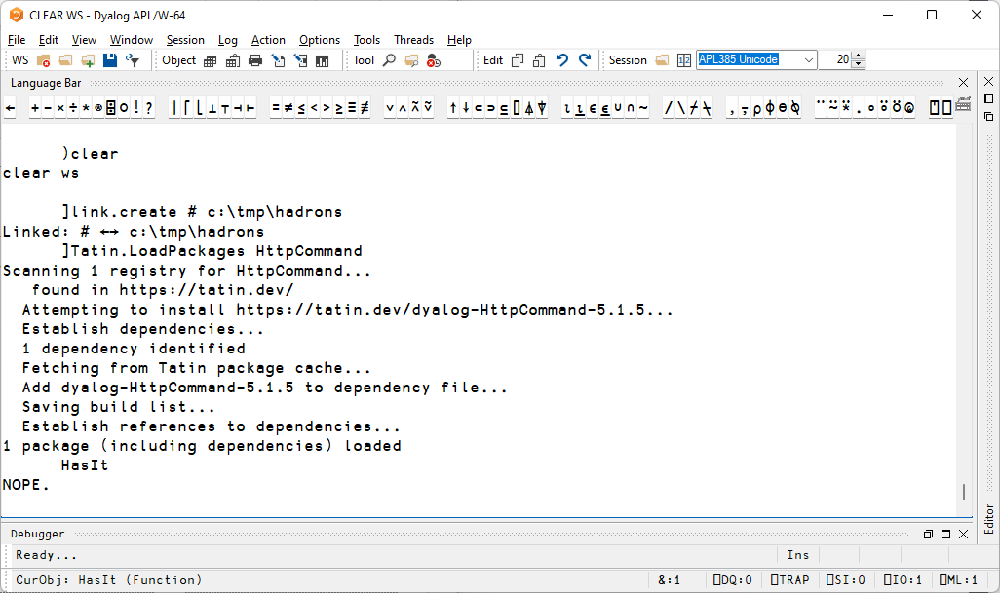 CLEAR WS - Dyalog APL/W-64
File Edit View Window Session Log Action Options Tools Threads Help
WS Object Tool Edit Session APL385 Unicode 20
Language Bar
← + - × ÷ * ⍟ ⌹ ○ ! ? | ⌈ ⌊ ⊥ ⊤ ⊣ ⊢ = ≠ ≤ < > ≥ ≡ ≢ ∨ ∧ ⍲ ⍱ ↑ ↓ ⊂ ⊃ ⊆ ⌷ ⍋ ⍒ ⍳ ⍸ ∊ ⍷ ∪ ∩ ~ / \ ⌿ ⍀ , ⍪ ⍴ ⌽ ⊖ ⍉ ¨ ⍨ ⍣ . ∘ ⍤ ⍥ @ ⍞ ⎕
)clear
clear ws
]link.create # c:\tmp\hadrons
Linked: # ←→ c:\tmp\hadrons
]Tatin.LoadPackages HttpCommand
Scanning 1 registry for HttpCommand...
found in https://tatin.dev/
Attempting to install https://tatin.dev/dyalog-HttpCommand-5.1.5...
Establish dependencies...
1 dependency identified
Fetching from Tatin package cache...
Add dyalog-HttpCommand-5.1.5 to dependency file...
Saving build list...
Establish references to dependencies...
1 package (including dependencies) loaded
HasIt
NOPE.
Editor
Debugger
Ready... Ins
CurObj: HasIt (Function) &:1 ⎕DQ:0 ⎕TRAP ⎕SI:0 ⎕IO:1 ⎕ML:1